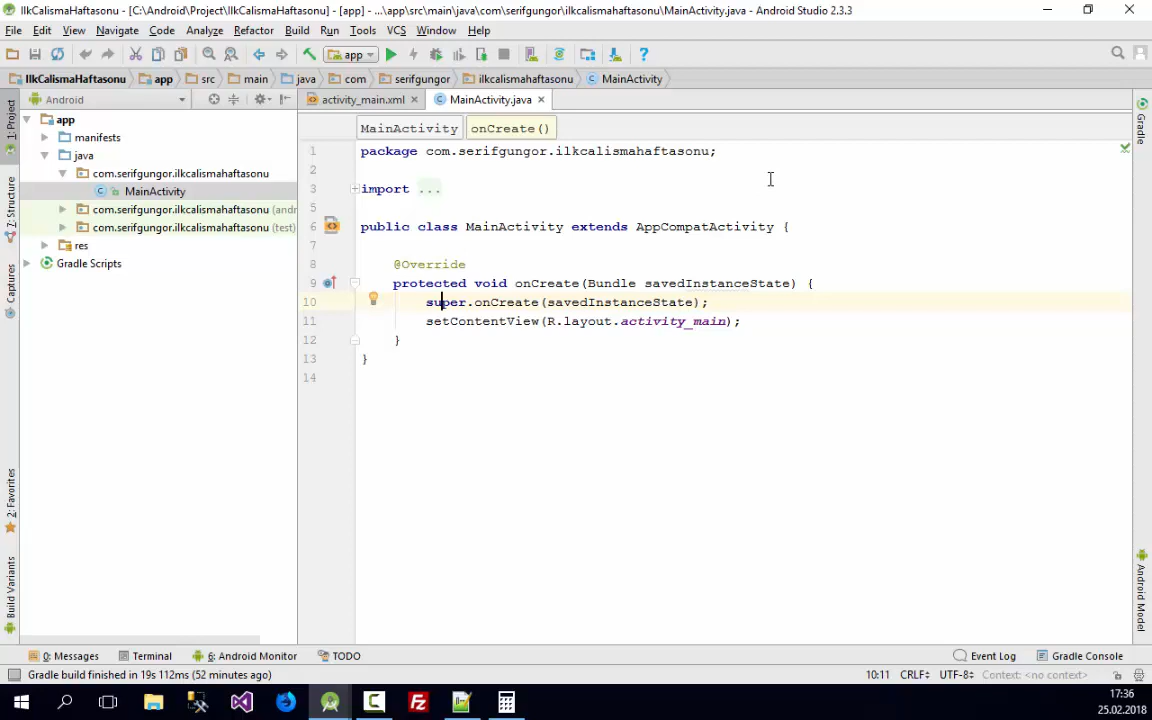 IlkCalismaHaftasonu - [C:\Android\Project\IlkCalismaHaftasonu] - [app] - ...\app\src\main\java\com\serifgungor\ilkcalismahaftasonu\MainActivity.java - Android Studio 2.3.3
File Edit View Navigate Code Analyze Refactor Build Run Tools VCS Window Help
app
IlkCalismaHaftasonu app src main java com serifgungor ilkcalismahaftasonu MainActivity
Android
activity_main.xml MainActivity.java
1: Project
Z: Structure
Captures
2: Favorites
Build Variants
app
manifests
java
com.serifgungor.ilkcalismahaftasonu
MainActivity
com.serifgungor.ilkcalismahaftasonu (andr
com.serifgungor.ilkcalismahaftasonu (test)
res
Gradle Scripts
MainActivity onCreate()
1 package com.serifgungor.ilkcalismahaftasonu;
2
3 import ...
5
6 public class MainActivity extends AppCompatActivity {
7
8 @Override
9 protected void onCreate(Bundle savedInstanceState) {
10 super.onCreate(savedInstanceState);
11 setContentView(R.layout.activity_main);
12 }
13 }
14
Gradle
Android Model
0: Messages Terminal 6: Android Monitor TODO Event Log Gradle Console
Gradle build finished in 19s 112ms (52 minutes ago) 10:11 CRLF UTF-8 Context: <no context>
17:36
25.02.2018